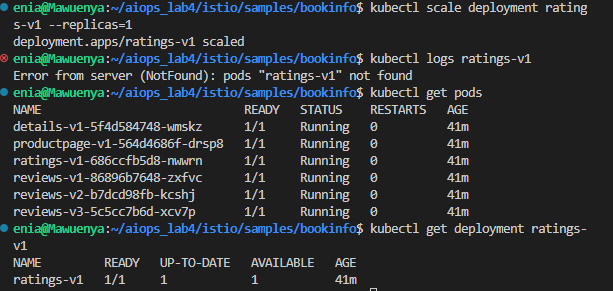 enia@Mawuenya:~/aiops_lab4/istio/samples/bookinfo$ kubectl scale deployment rating
s-v1 --replicas=1
deployment.apps/ratings-v1 scaled
enia@Mawuenya:~/aiops_lab4/istio/samples/bookinfo$ kubectl logs ratings-v1
Error from server (NotFound): pods "ratings-v1" not found
enia@Mawuenya:~/aiops_lab4/istio/samples/bookinfo$ kubectl get pods
NAME READY STATUS RESTARTS AGE
details-v1-5f4d584748-wmskz 1/1 Running 0 41m
productpage-v1-564d4686f-drsp8 1/1 Running 0 41m
ratings-v1-686ccfb5d8-nwwrn 1/1 Running 0 41m
reviews-v1-86896b7648-zxfvc 1/1 Running 0 41m
reviews-v2-b7dcd98fb-kcshj 1/1 Running 0 41m
reviews-v3-5c5cc7b6d-xcv7p 1/1 Running 0 41m
enia@Mawuenya:~/aiops_lab4/istio/samples/bookinfo$ kubectl get deployment ratings-
v1
NAME READY UP-TO-DATE AVAILABLE AGE
ratings-v1 1/1 1 1 41m